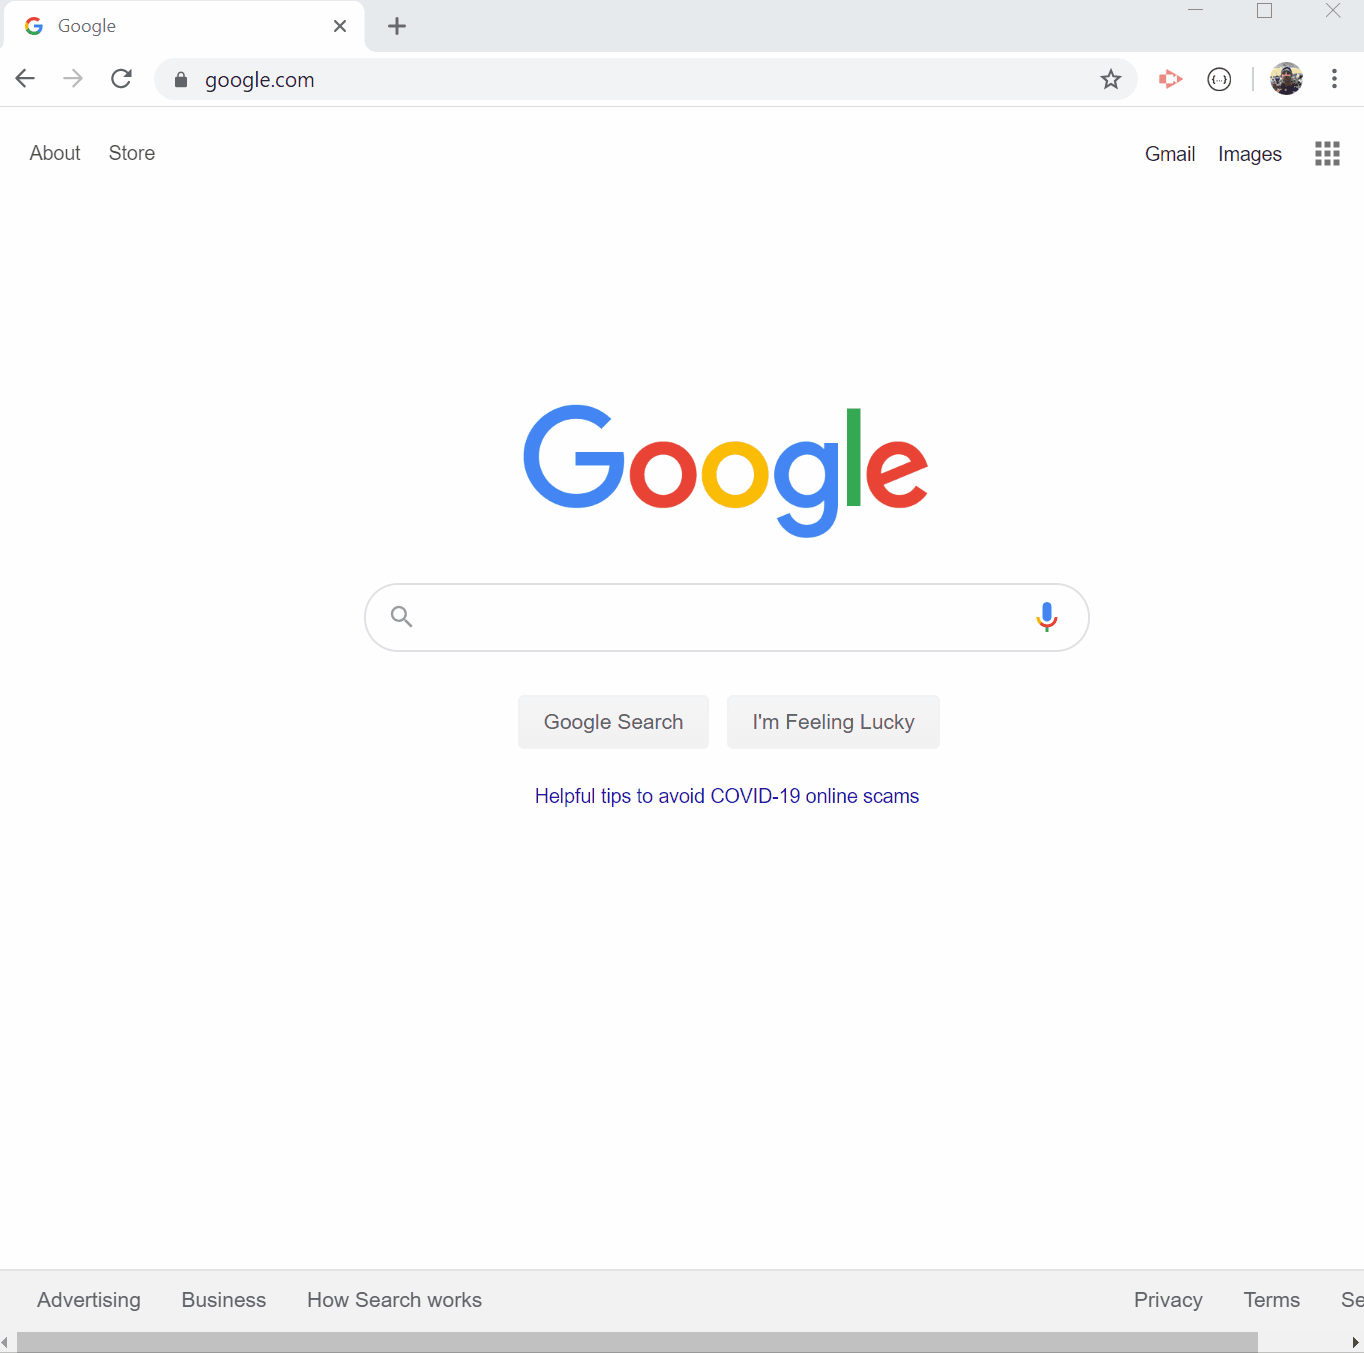 Google
google.com
About Store Gmail Images
Google
Google Search I'm Feeling Lucky
Helpful tips to avoid COVID-19 online scams
Advertising Business How Search works Privacy Terms Se